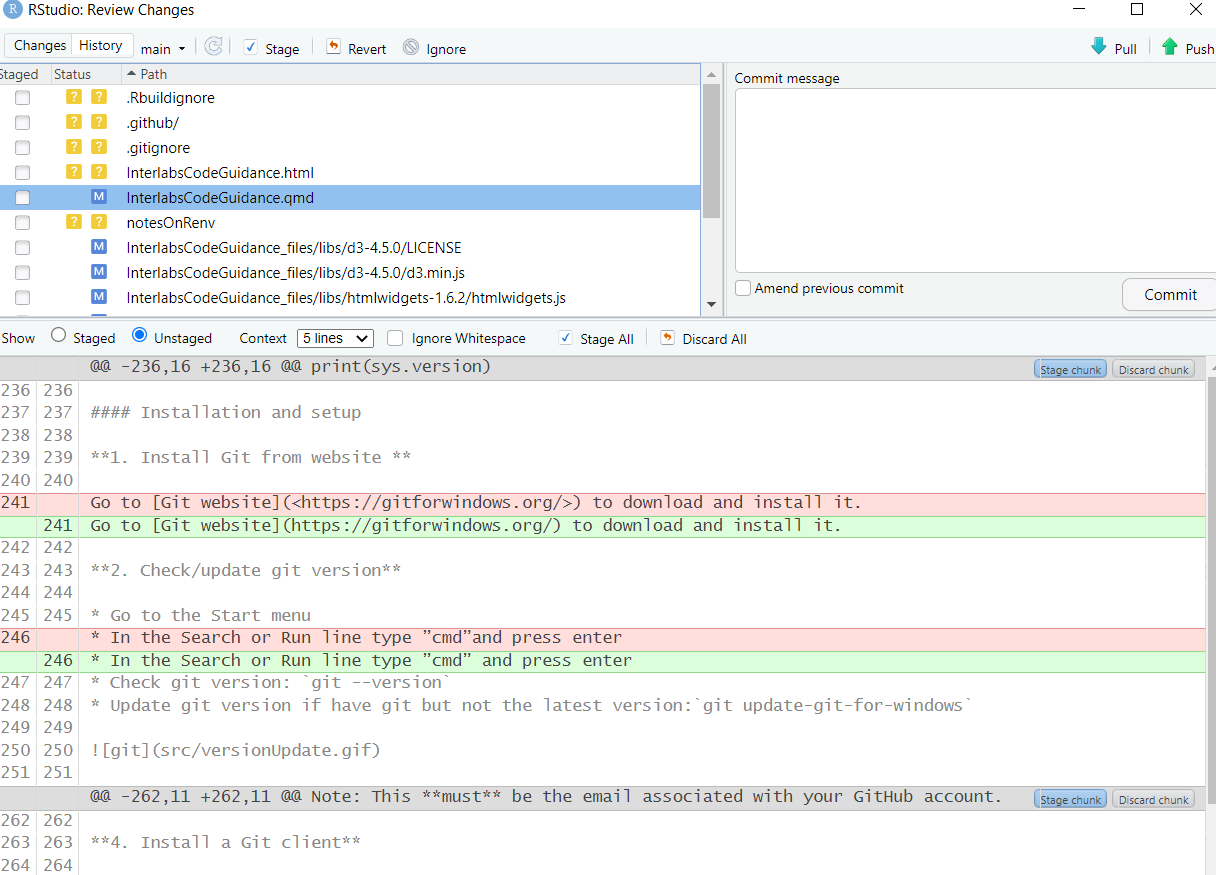 RStudio: Review Changes
Changes History main Stage Revert Ignore Pull Push
Staged Status Path
? ? .Rbuildignore
? ? .github/
? ? .gitignore
? ? InterlabsCodeGuidance.html
M InterlabsCodeGuidance.qmd
? ? notesOnRenv
M InterlabsCodeGuidance_files/libs/d3-4.5.0/LICENSE
M InterlabsCodeGuidance_files/libs/d3-4.5.0/d3.min.js
M InterlabsCodeGuidance_files/libs/htmlwidgets-1.6.2/htmlwidgets.js
Commit message
Amend previous commit
Commit
Show Staged Unstaged Context 5 lines Ignore Whitespace Stage All Discard All
@@ -236,16 +236,16 @@ print(sys.version) Stage chunk Discard chunk
236 236
237 237 #### Installation and setup
238 238
239 239 **1. Install Git from website **
240 240
241 Go to [Git website](<https://gitforwindows.org/>) to download and install it.
241 Go to [Git website](https://gitforwindows.org/) to download and install it.
242 242
243 243 **2. Check/update git version**
244 244
245 245 * Go to the Start menu
246 * In the Search or Run line type ”cmd”and press enter
246 * In the Search or Run line type ”cmd” and press enter
247 247 * Check git version: `git --version`
248 248 * Update git version if have git but not the latest version:`git update-git-for-windows`
249 249
250 250 ![git](src/versionUpdate.gif)
251 251
@@ -262,11 +262,11 @@ Note: This **must** be the email associated with your GitHub account. Stage chunk Discard chunk
262 262
263 263 **4. Install a Git client**
264 264